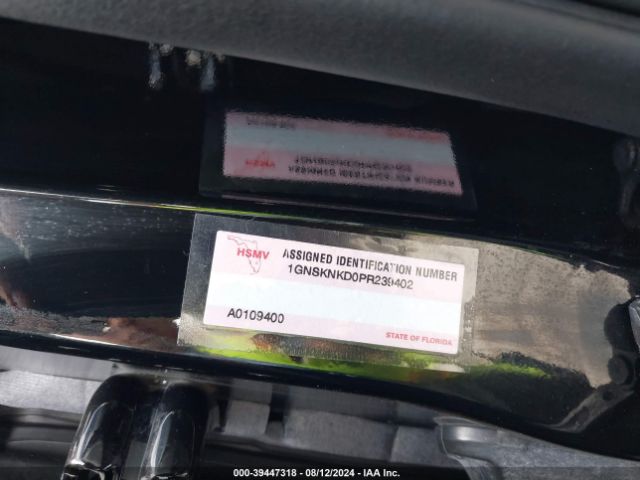 HSMV
ASSIGNED IDENTIFICATION NUMBER
1GNSKNKD0PR239402
A0109400
STATE OF FLORIDA
000-39447318 - 08/12/2024 - IAA Inc.